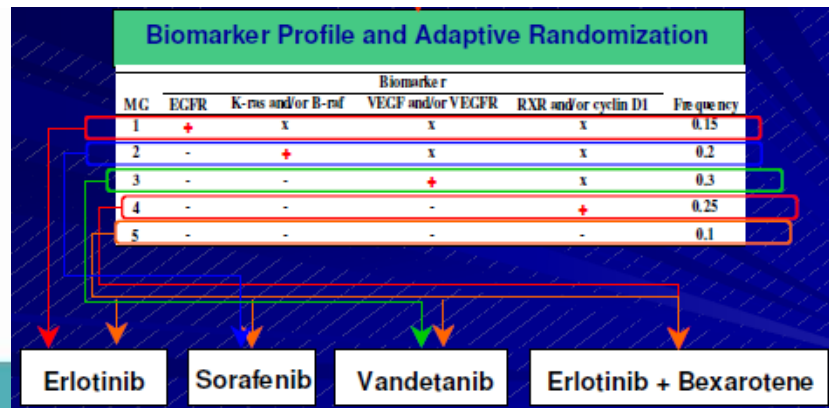 Biomarker Profile and Adaptive Randomization
Biomarker
MG EGFR K-ras and/or B-raf VEGF and/or VEGFR RXR and/or cyclin D1 Frequency
1 + x x x 0.15
2 - + x x 0.2
3 - - + x 0.3
4 - - - + 0.25
5 - - - - 0.1
Erlotinib Sorafenib Vandetanib Erlotinib + Bexarotene